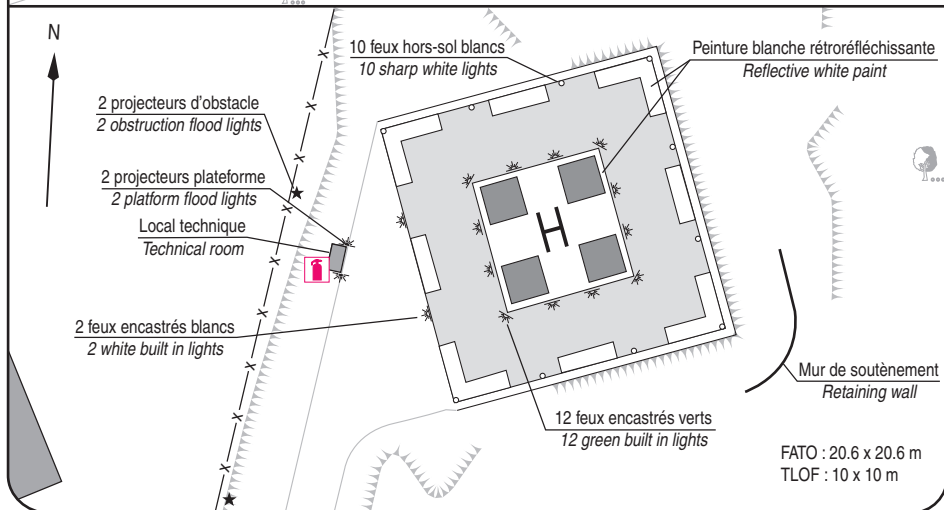 N
10 feux hors-sol blancs
10 sharp white lights
Peinture blanche rétroréfléchissante
Reflective white paint
2 projecteurs d'obstacle
2 obstruction flood lights
2 projecteurs plateforme
2 platform flood lights
Local technique
Technical room
H
2 feux encastrés blancs
2 white built in lights
Mur de soutènement
Retaining wall
12 feux encastrés verts
12 green built in lights
FATO : 20.6 x 20.6 m
TLOF : 10 x 10 m